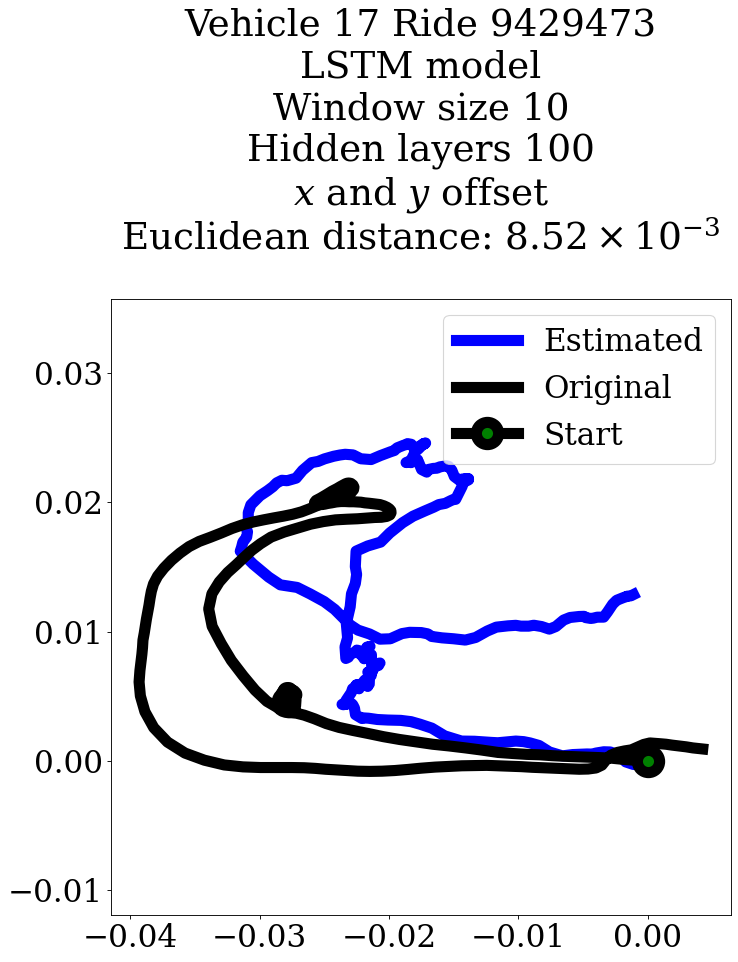 Vehicle 17 Ride 9429473
LSTM model
Window size 10
Hidden layers 100
x and y offset
Euclidean distance: 8.52 × 10⁻³
Estimated
Original
Start
0.03
0.02
0.01
0.00
−0.01
−0.04 −0.03 −0.02 −0.01 0.00